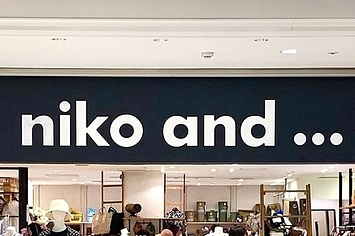 niko and ...